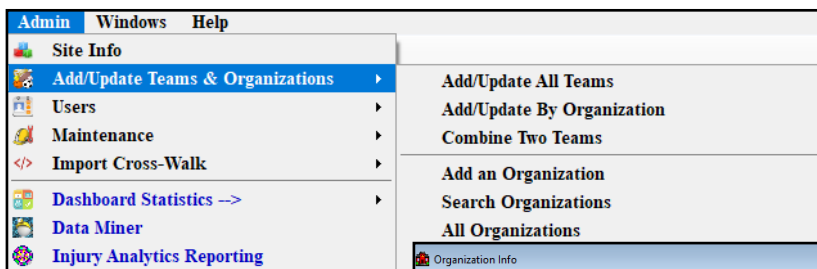 Admin Windows Help
Site Info
Add/Update Teams & Organizations
Users
Maintenance
Import Cross-Walk
Dashboard Statistics -->
Data Miner
Injury Analytics Reporting
Add/Update All Teams
Add/Update By Organization
Combine Two Teams
Add an Organization
Search Organizations
All Organizations
Organization Info